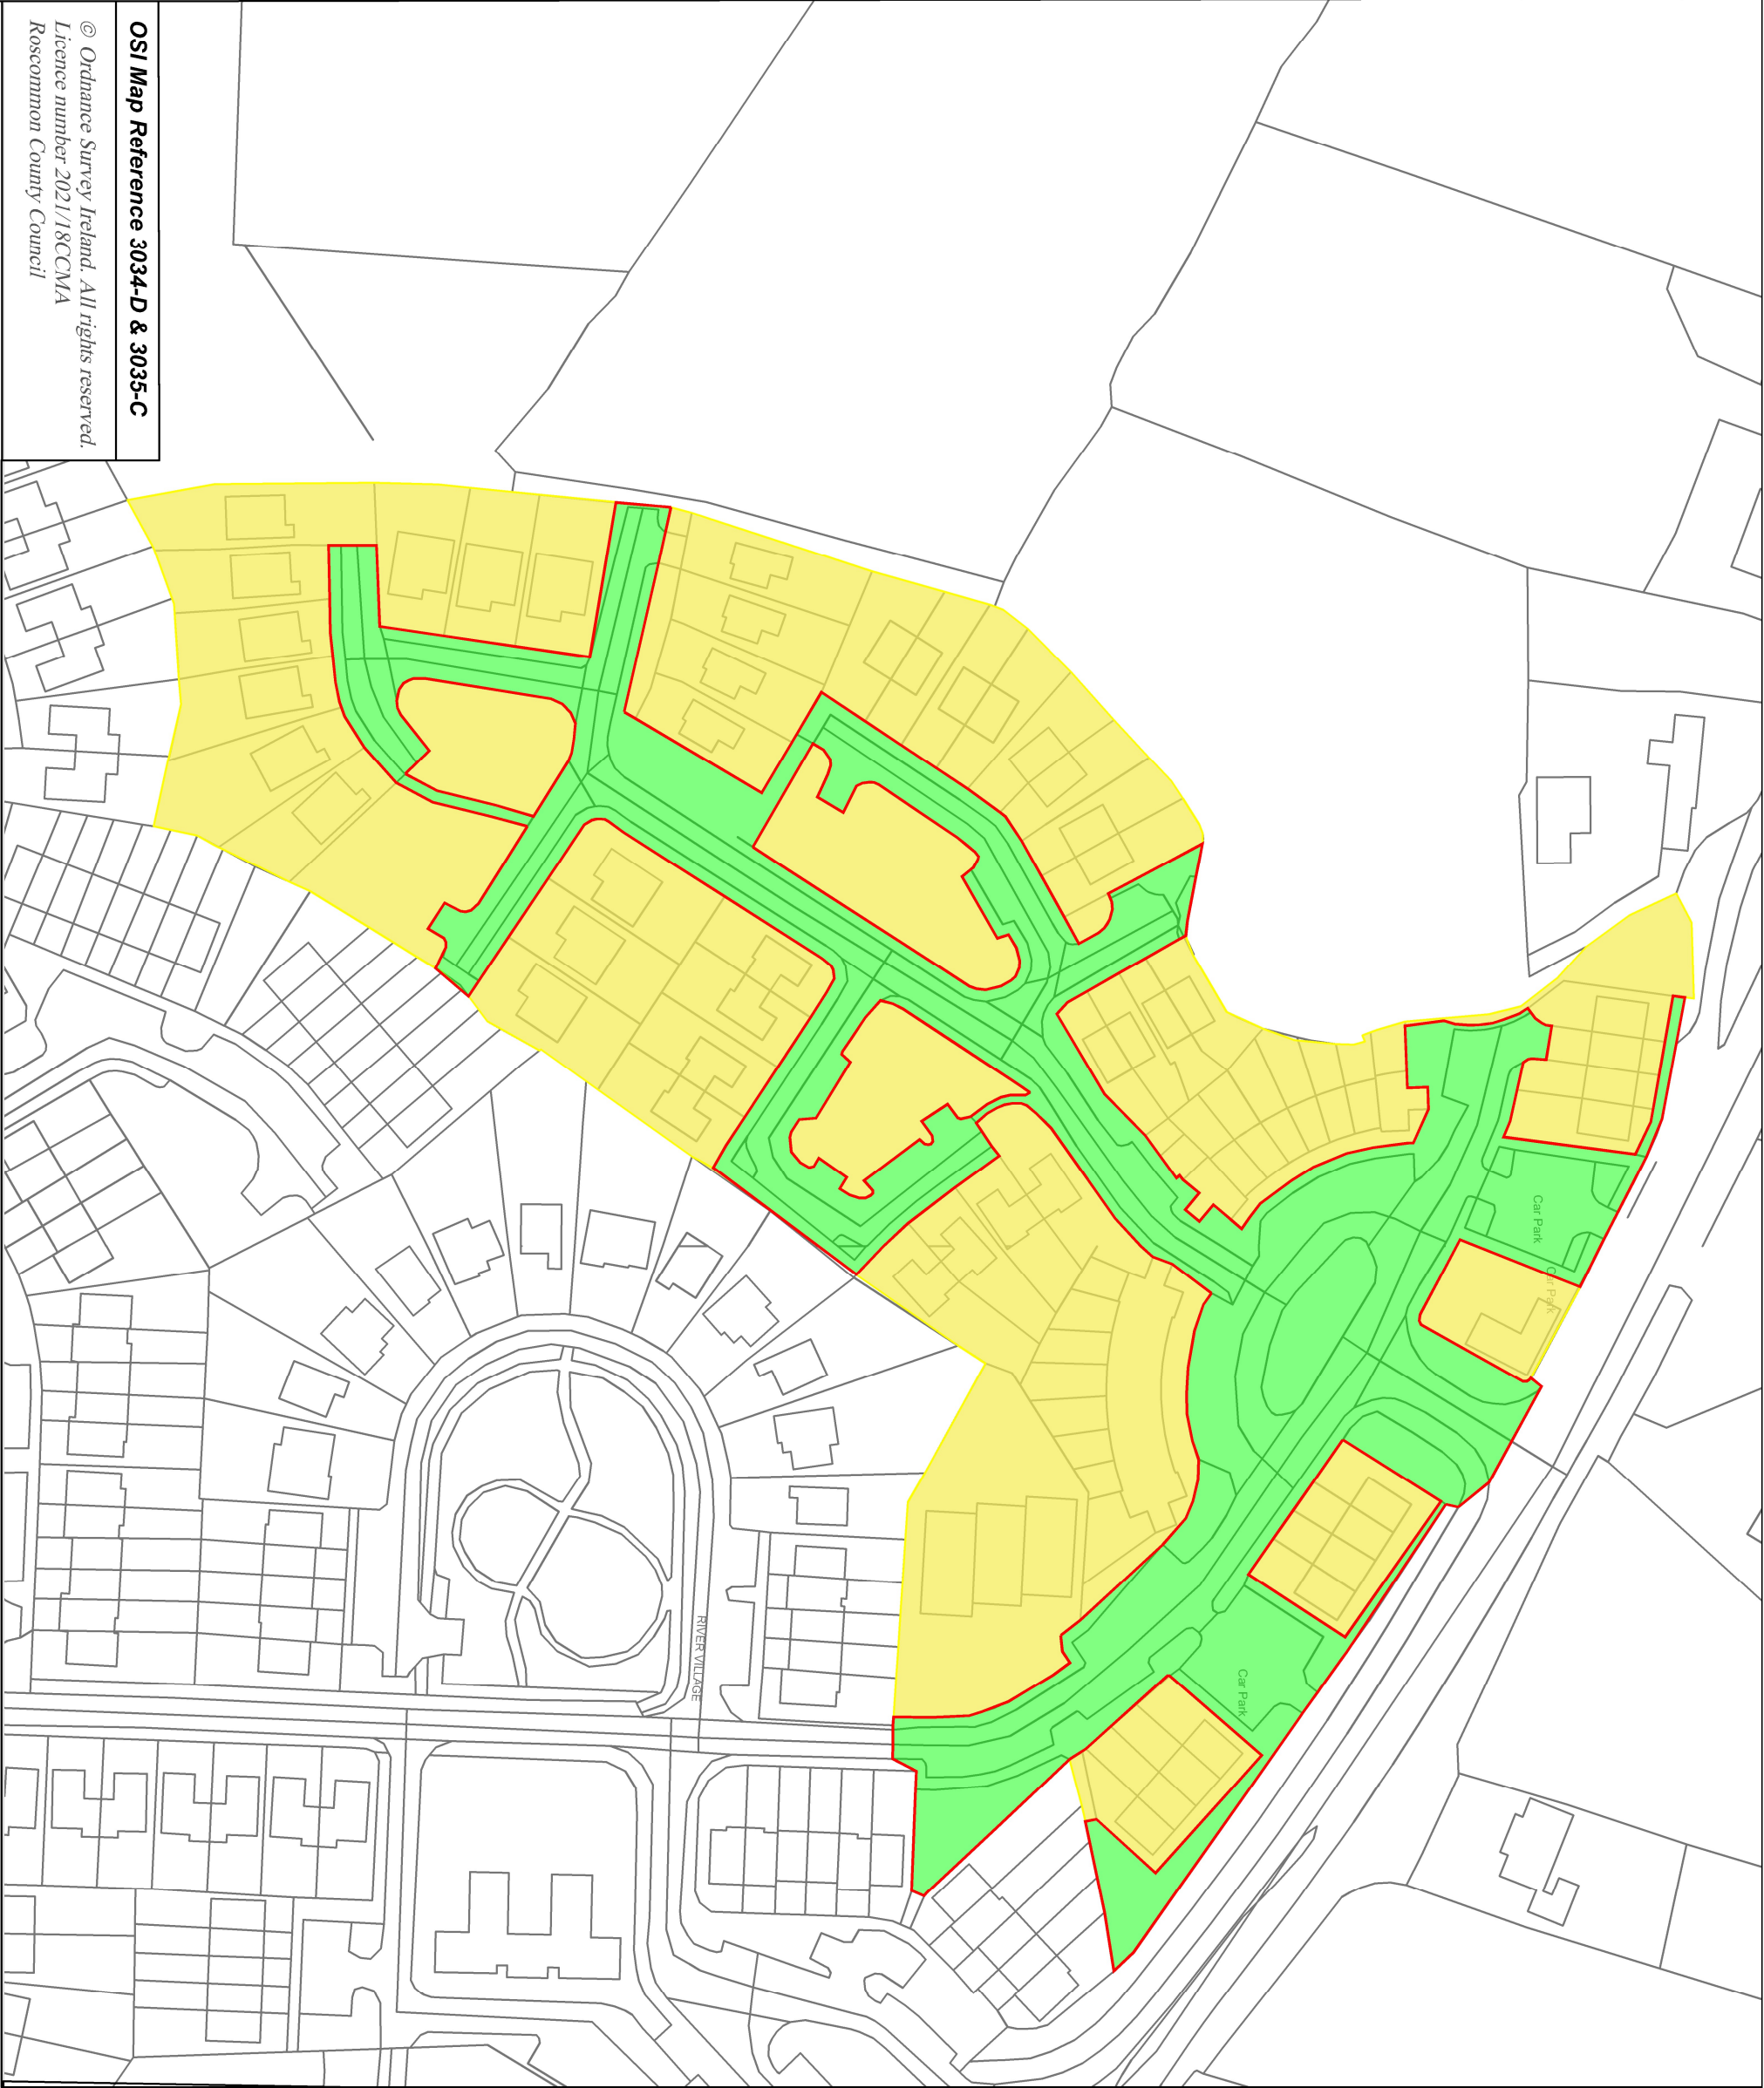 OSI Map Reference 3034-D & 3035-C
© Ordnance Survey Ireland. All rights reserved.
Licence number 2021/18CCMA
Roscommon County Council
Car Park
Car Park
Car Park
RIVER VILLAGE